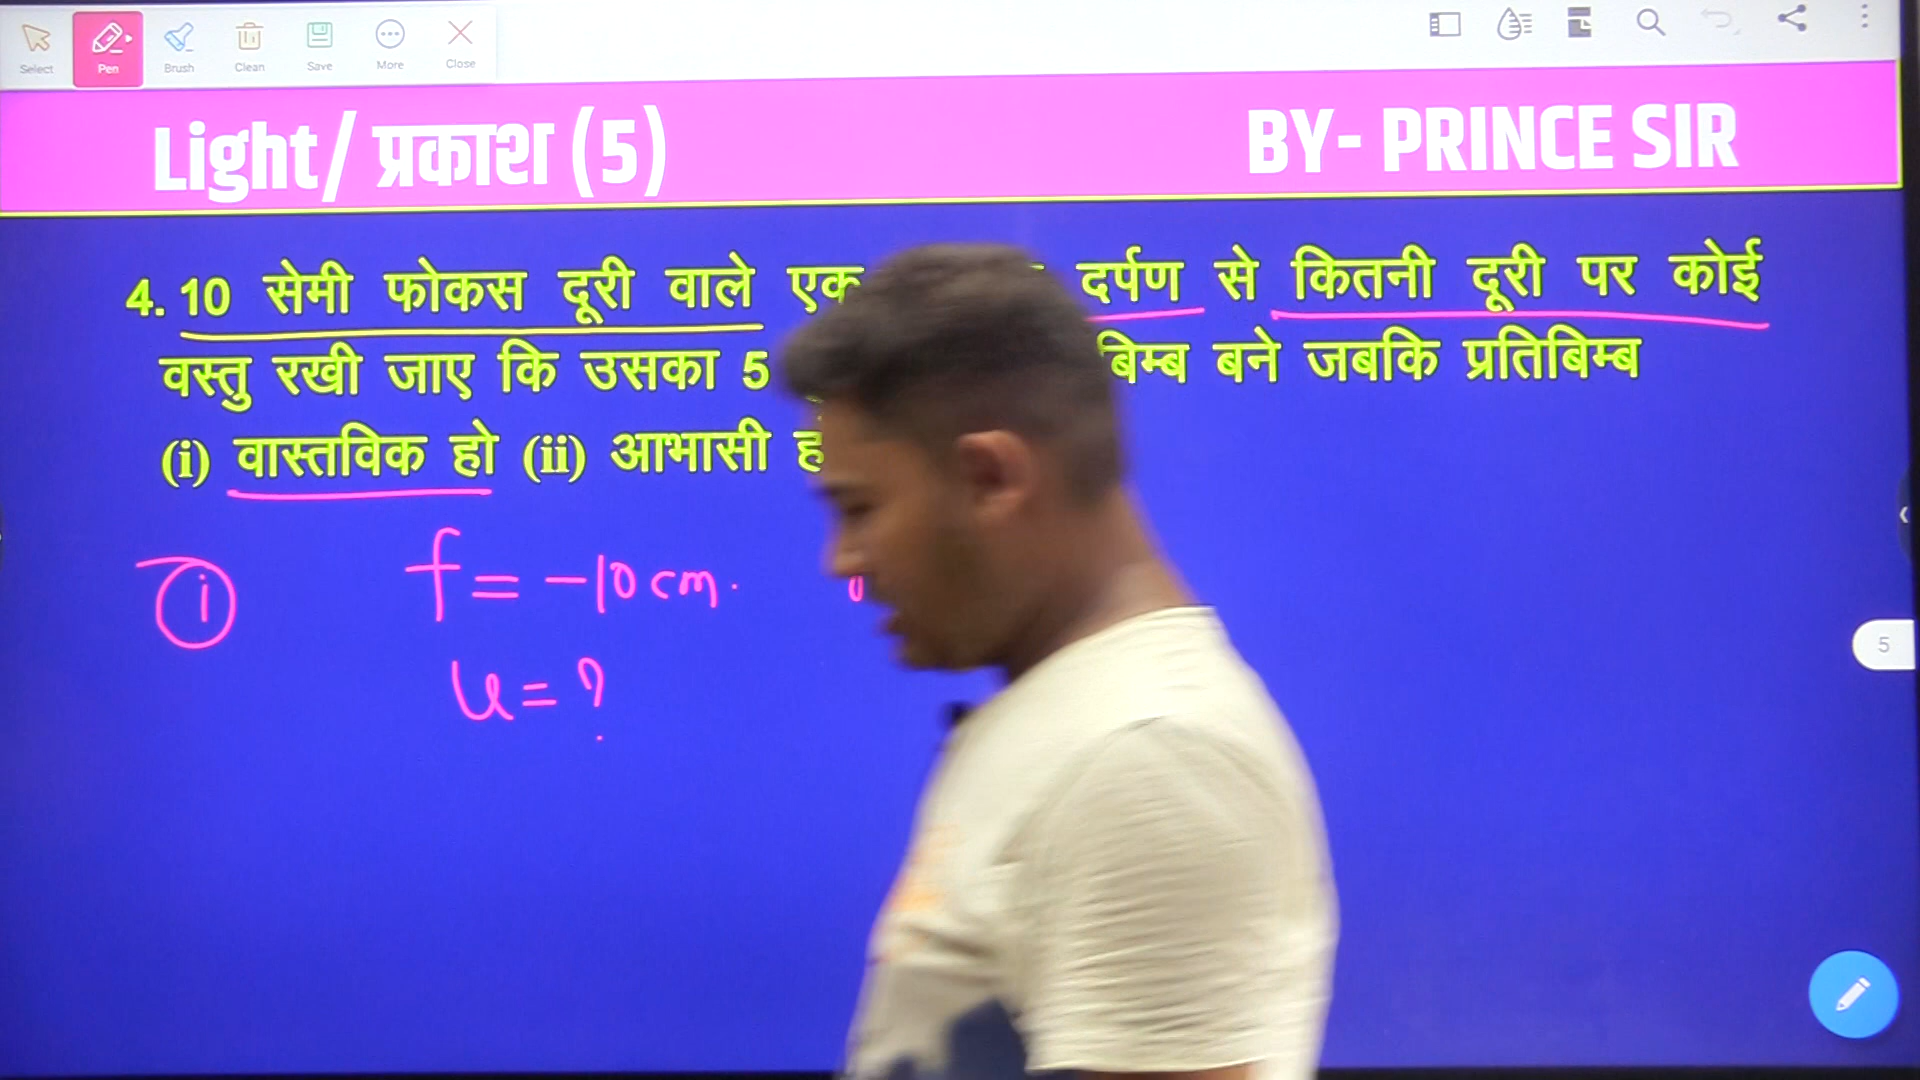 Select Pen Brush Clean Save More Close
Light/ प्रकाश (5) BY- PRINCE SIR
4. 10 सेमी फोकस दूरी वाले एक दर्पण से कितनी दूरी पर कोई
वस्तु रखी जाए कि उसका 5 बने जबकि प्रतिबिम्ब
(i) वास्तविक हो (ii) आभासी
i f = -10 cm.
u = ?
5